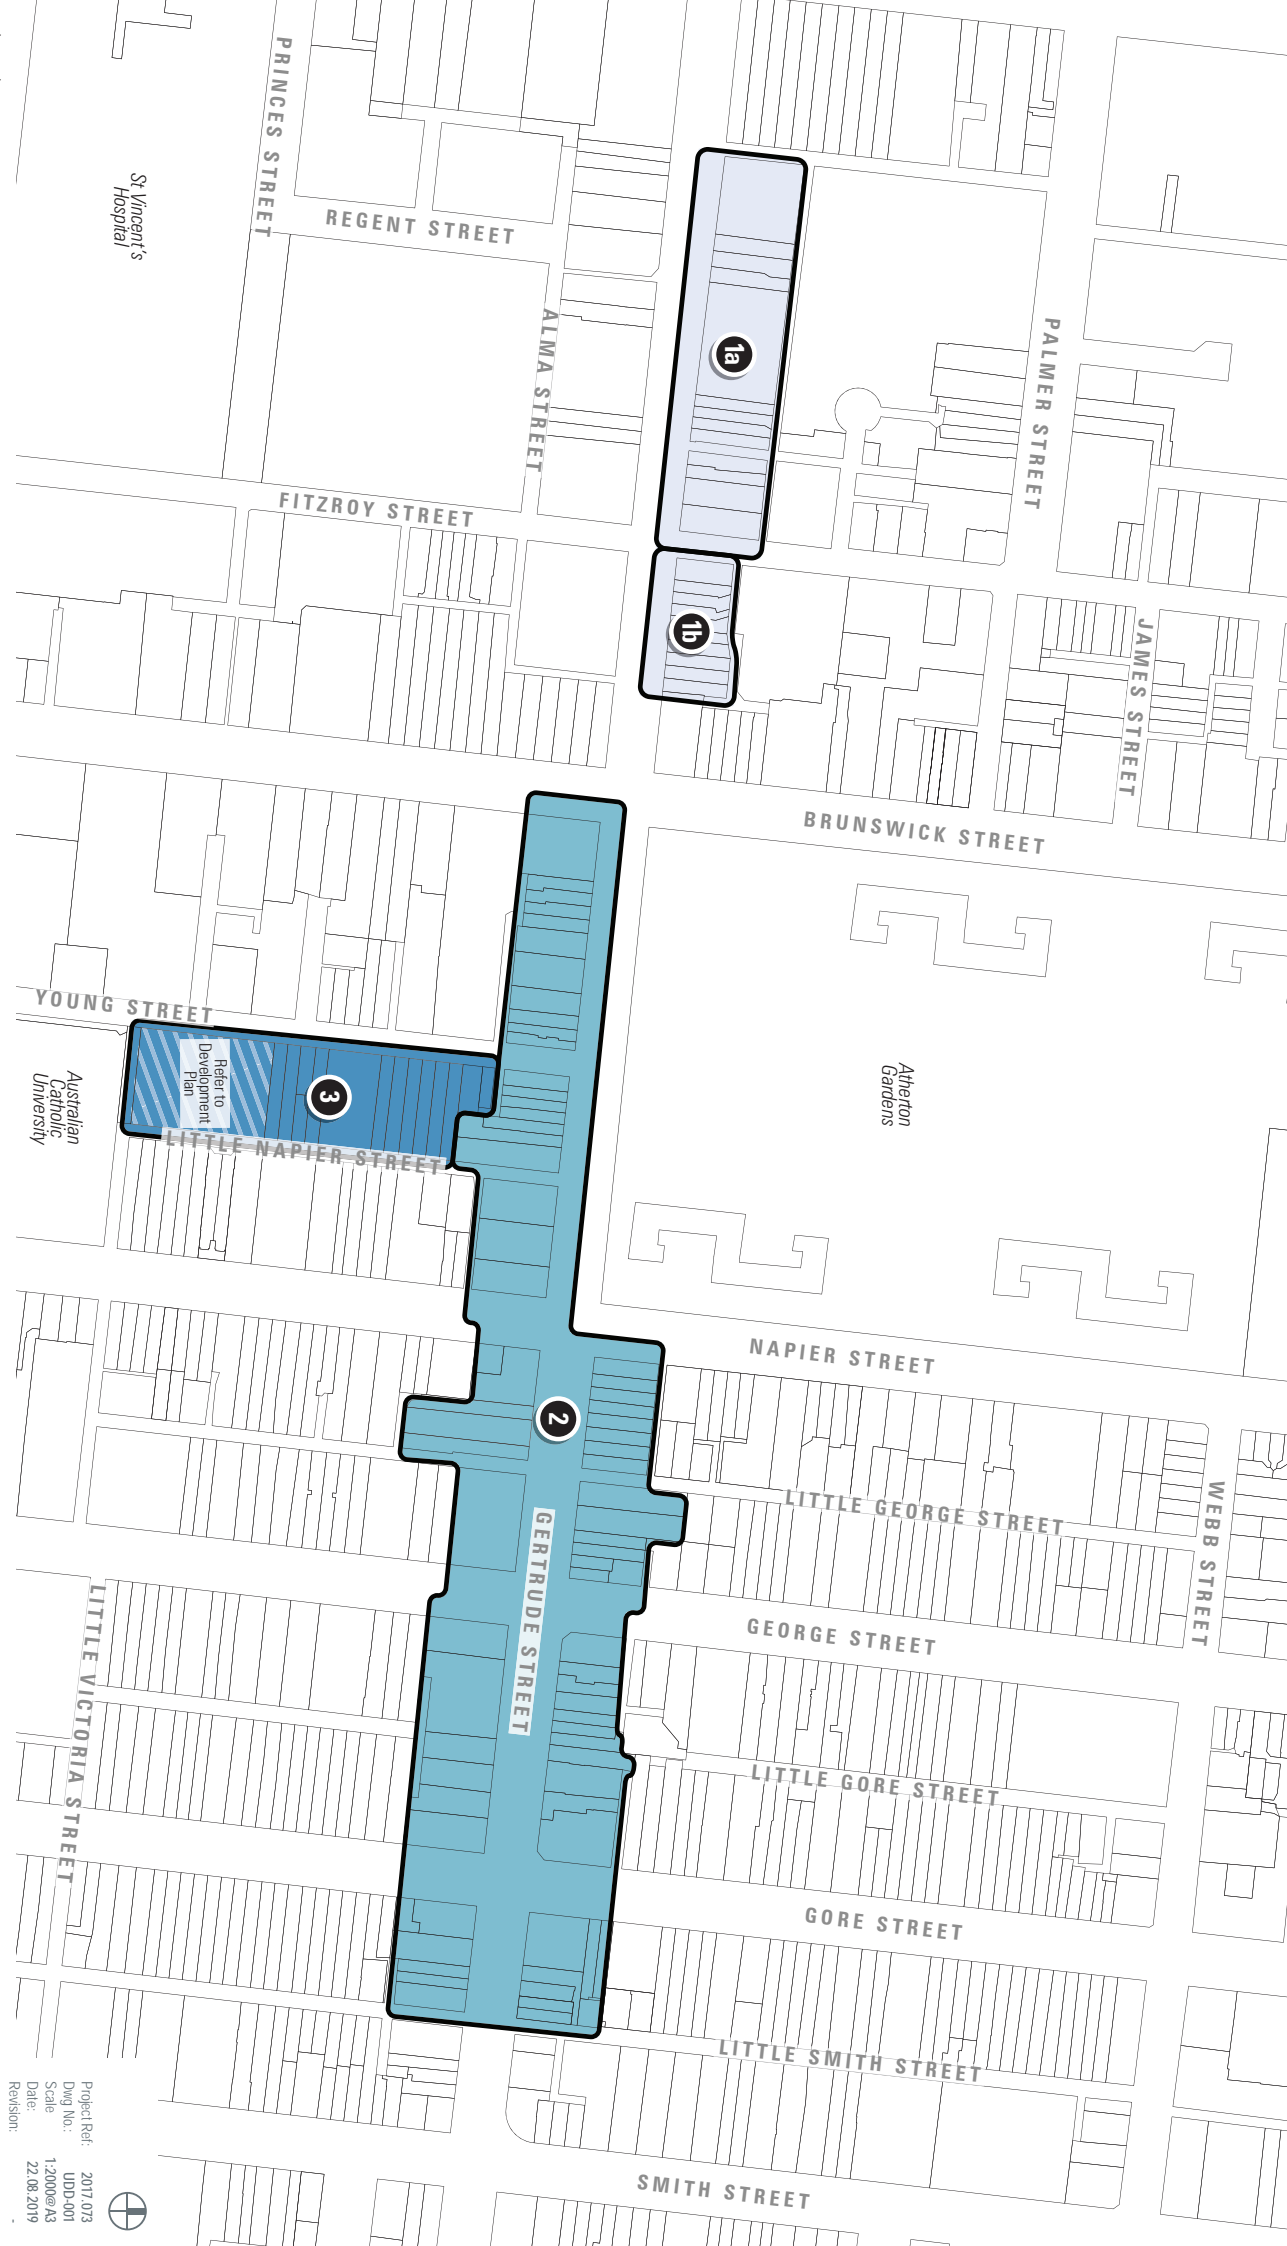 PRINCES STREET
St Vincent's
Hospital
REGENT STREET
ALMA STREET
1a
PALMER STREET
FITZROY STREET
1b
JAMES STREET
BRUNSWICK STREET
YOUNG STREET
Refer to
Development
Plan
3
LITTLE NAPIER STREET
Australian
Catholic
University
Atherton
Gardens
NAPIER STREET
2
LITTLE GEORGE STREET
WEBB STREET
GERTRUDE STREET
GEORGE STREET
LITTLE VICTORIA STREET
LITTLE GORE STREET
GORE STREET
LITTLE SMITH STREET
SMITH STREET
Project Ref: 2017.073
Dwg No.: UDD-001
Scale 1:2000@A3
Date: 22.08.2019
Revision: -